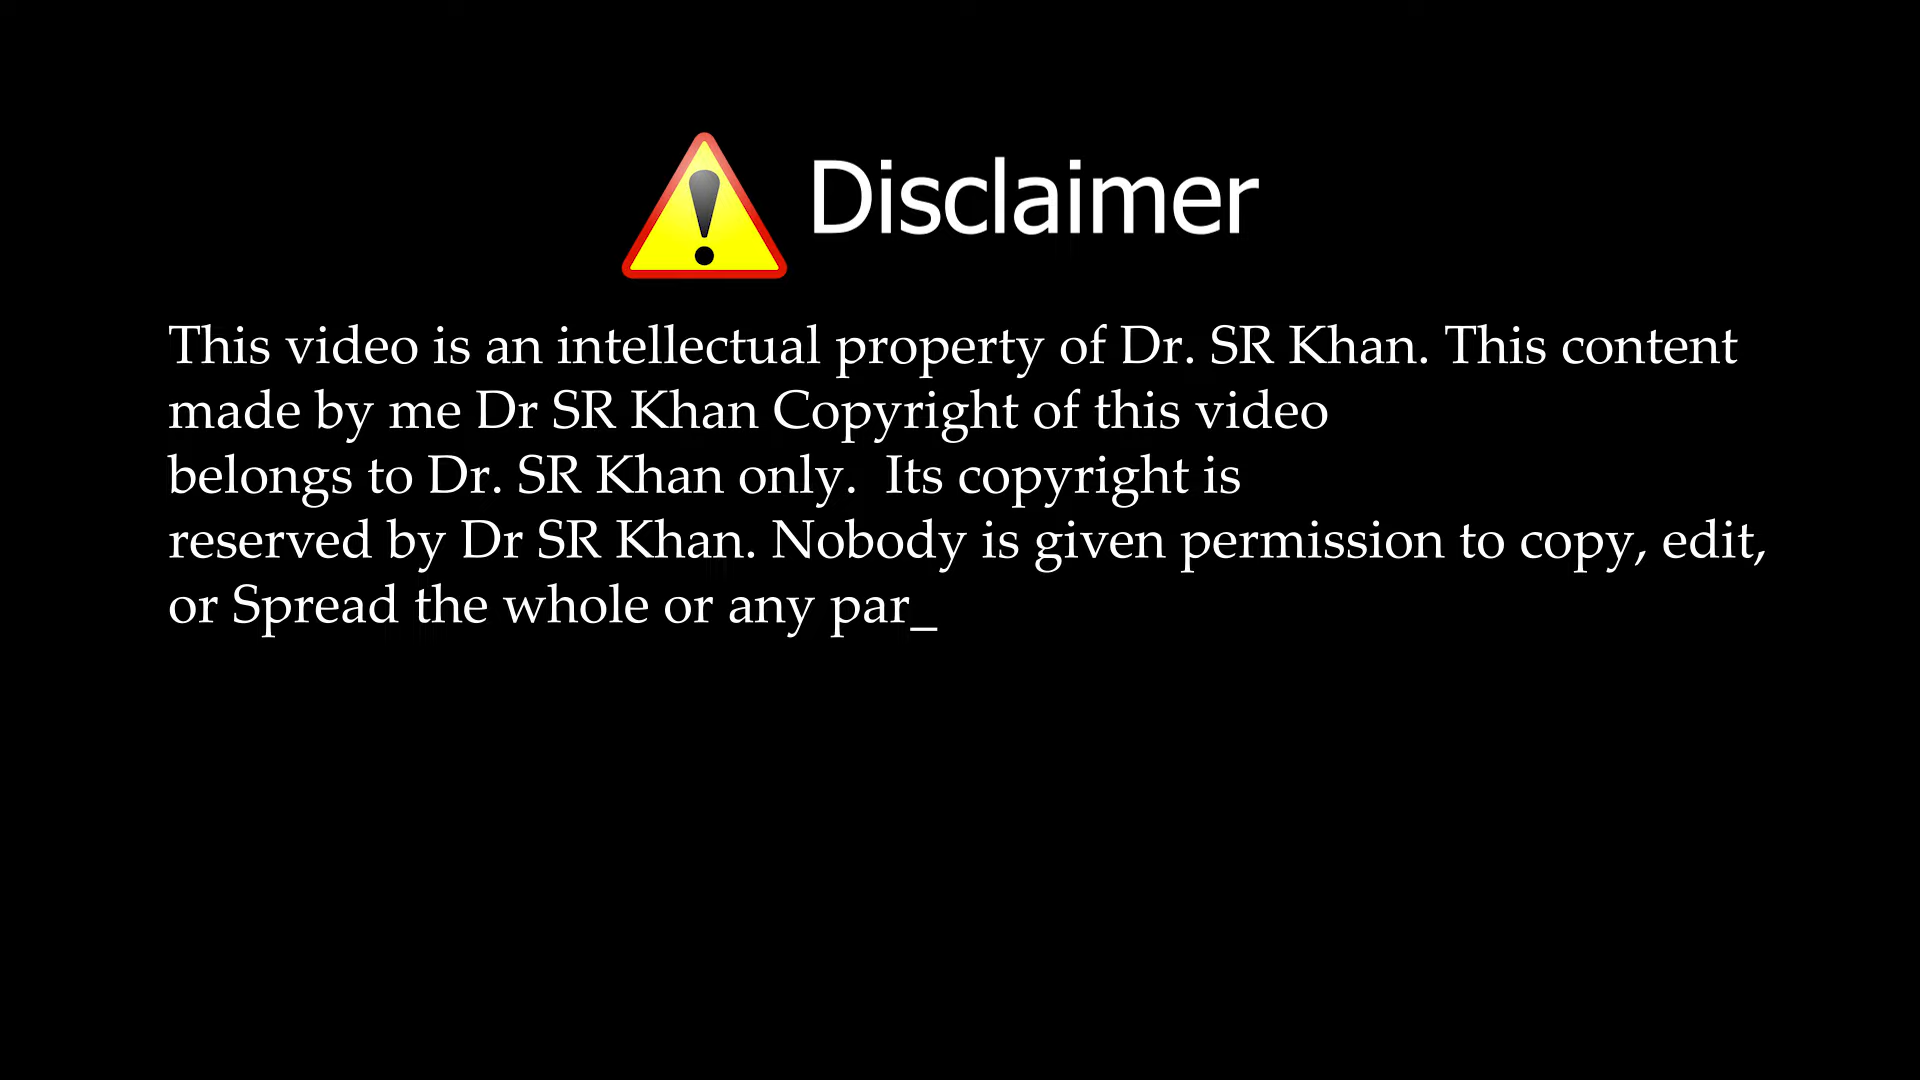 Disclaimer
This video is an intellectual property of Dr. SR Khan. This content
made by me Dr SR Khan Copyright of this video
belongs to Dr. SR Khan only.  Its copyright is
reserved by Dr SR Khan. Nobody is given permission to copy, edit,
or Spread the whole or any par_